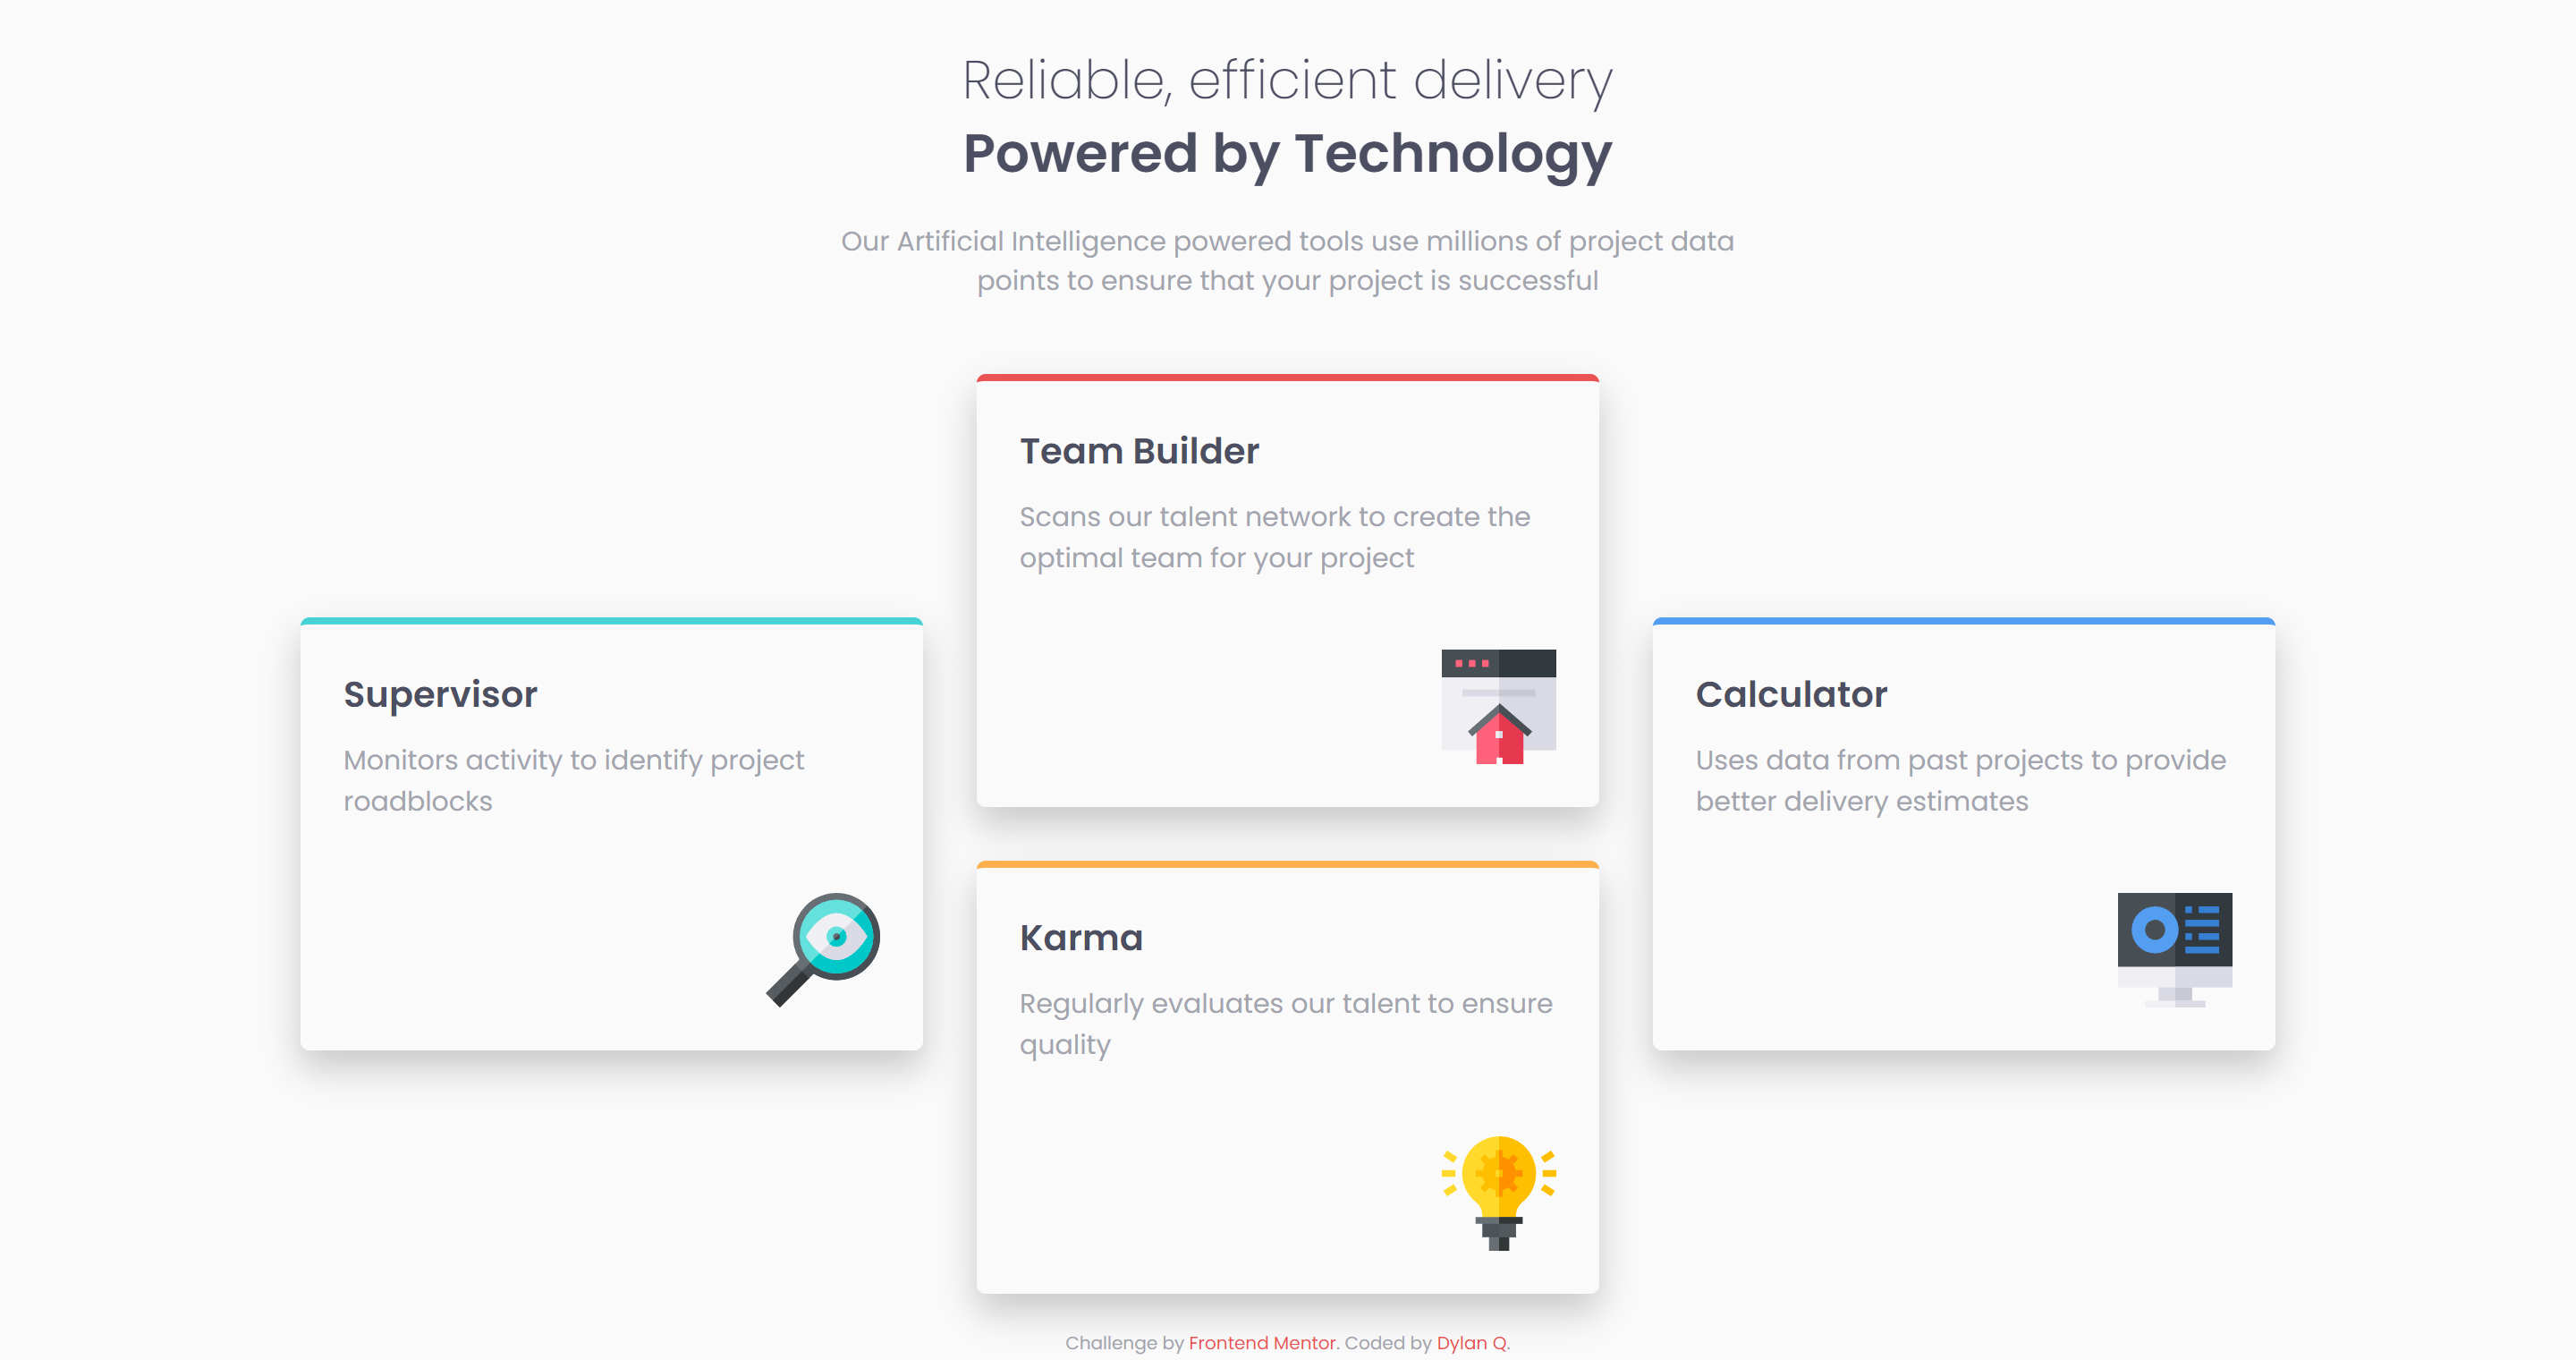 Reliable, efficient delivery
Powered by Technology
Our Artificial Intelligence powered tools use millions of project data
points to ensure that your project is successful
Supervisor
Monitors activity to identify project
roadblocks
Team Builder
Scans our talent network to create the
optimal team for your project
Karma
Regularly evaluates our talent to ensure
quality
Calculator
Uses data from past projects to provide
better delivery estimates
Challenge by Frontend Mentor. Coded by Dylan Q.